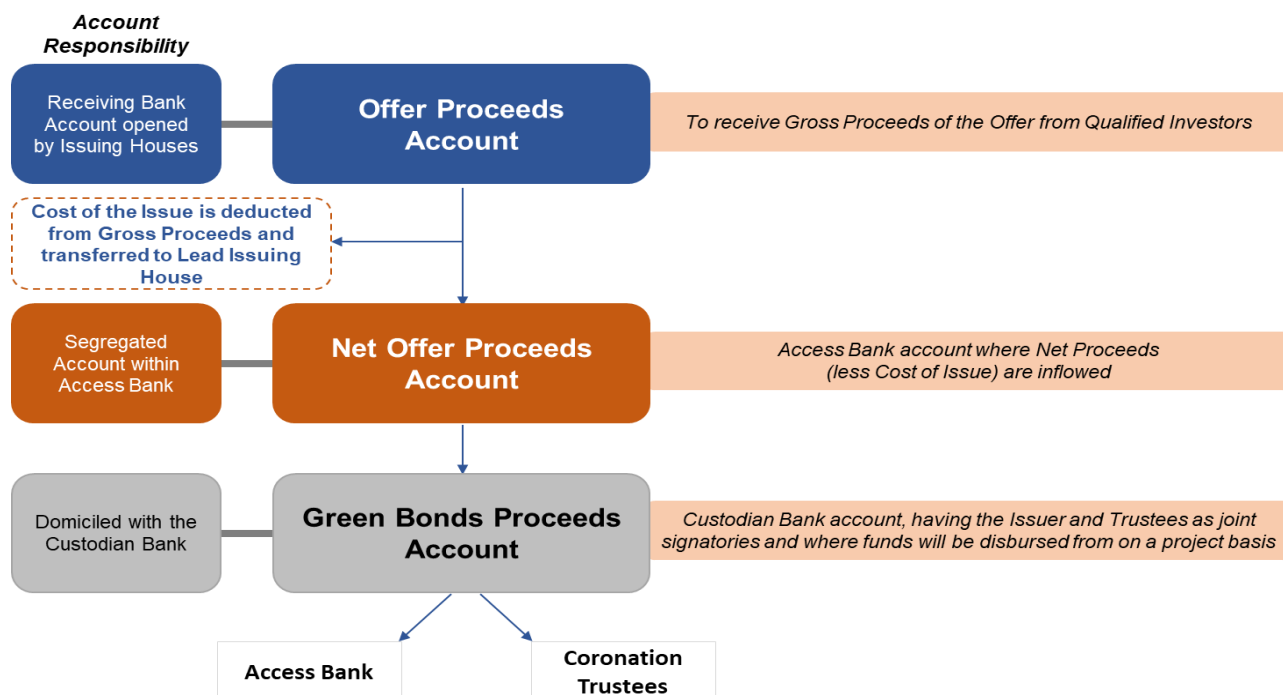 Account
Responsibility
Receiving Bank
Account opened
by Issuing Houses
Offer Proceeds
Account
To receive Gross Proceeds of the Offer from Qualified Investors
Cost of the Issue is deducted
from Gross Proceeds and
transferred to Lead Issuing
House
Segregated
Account within
Access Bank
Net Offer Proceeds
Account
Access Bank account where Net Proceeds
(less Cost of Issue) are inflowed
Domiciled with the
Custodian Bank
Green Bonds Proceeds
Account
Custodian Bank account, having the Issuer and Trustees as joint
signatories and where funds will be disbursed from on a project basis
Access Bank
Coronation
Trustees